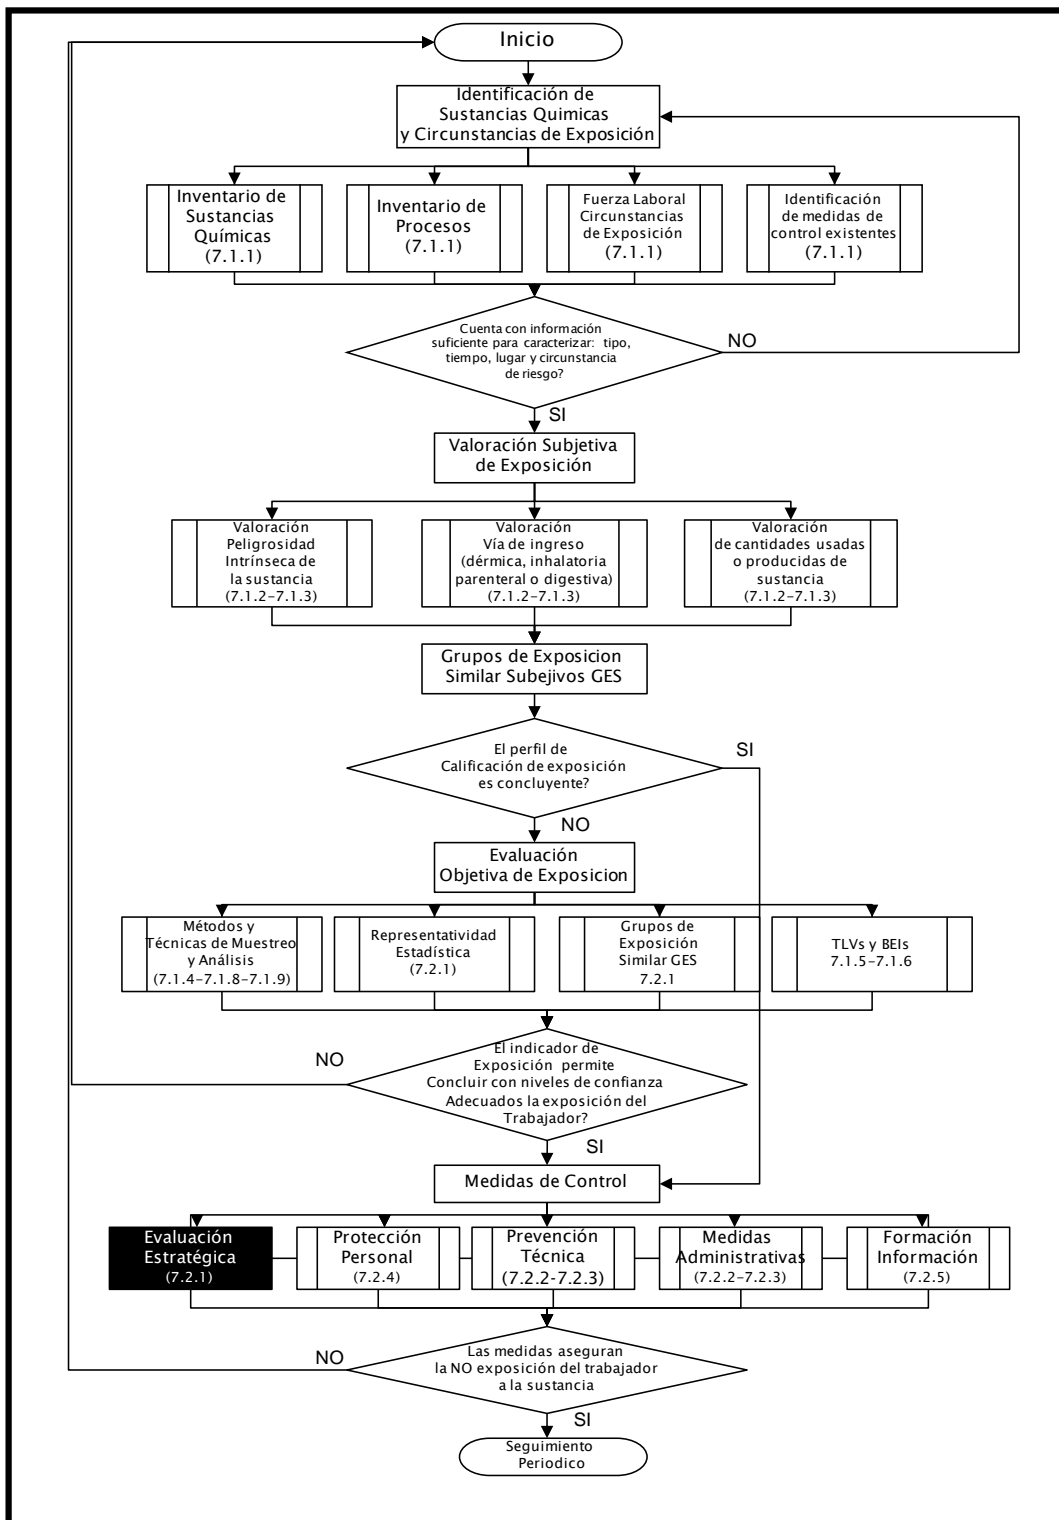 Inicio
Identificación de
Sustancias Quimicas
y Circunstancias de Exposición
Inventario de
Sustancias
Químicas
(7.1.1)
Inventario de
Procesos
(7.1.1)
Fuerza Laboral
Circunstancias
de Exposición
(7.1.1)
Identificación
de medidas de
control existentes
(7.1.1)
Cuenta con información
suficiente para caracterizar: tipo,
tiempo, lugar y circunstancia
de riesgo?
NO
SI
Valoración Subjetiva
de Exposición
Valoración
Peligrosidad
Intrínseca de
la sustancia
(7.1.2-7.1.3)
Valoración
Vía de ingreso
(dérmica, inhalatoria
parenteral o digestiva)
(7.1.2-7.1.3)
Valoración
de cantidades usadas
o producidas de
sustancia
(7.1.2-7.1.3)
Grupos de Exposicion
Similar Subejivos GES
El perfil de
Calificación de exposición
es concluyente?
SI
NO
Evaluación
Objetiva de Exposicion
Métodos y
Técnicas de Muestreo
y Análisis
(7.1.4-7.1.8-7.1.9)
Representatividad
Estadística
(7.2.1)
Grupos de
Exposición
Similar GES
7.2.1
TLVs y BEIs
7.1.5-7.1.6
El indicador de
Exposición permite
Concluir con niveles de confianza
Adecuados la exposición del
Trabajador?
NO
SI
Medidas de Control
Evaluación
Estratégica
(7.2.1)
Protección
Personal
(7.2.4)
Prevención
Técnica
(7.2.2-7.2.3)
Medidas
Administrativas
(7.2.2-7.2.3)
Formación
Información
(7.2.5)
Las medidas aseguran
la NO exposición del trabajador
a la sustancia
NO
SI
Seguimiento
Periodico